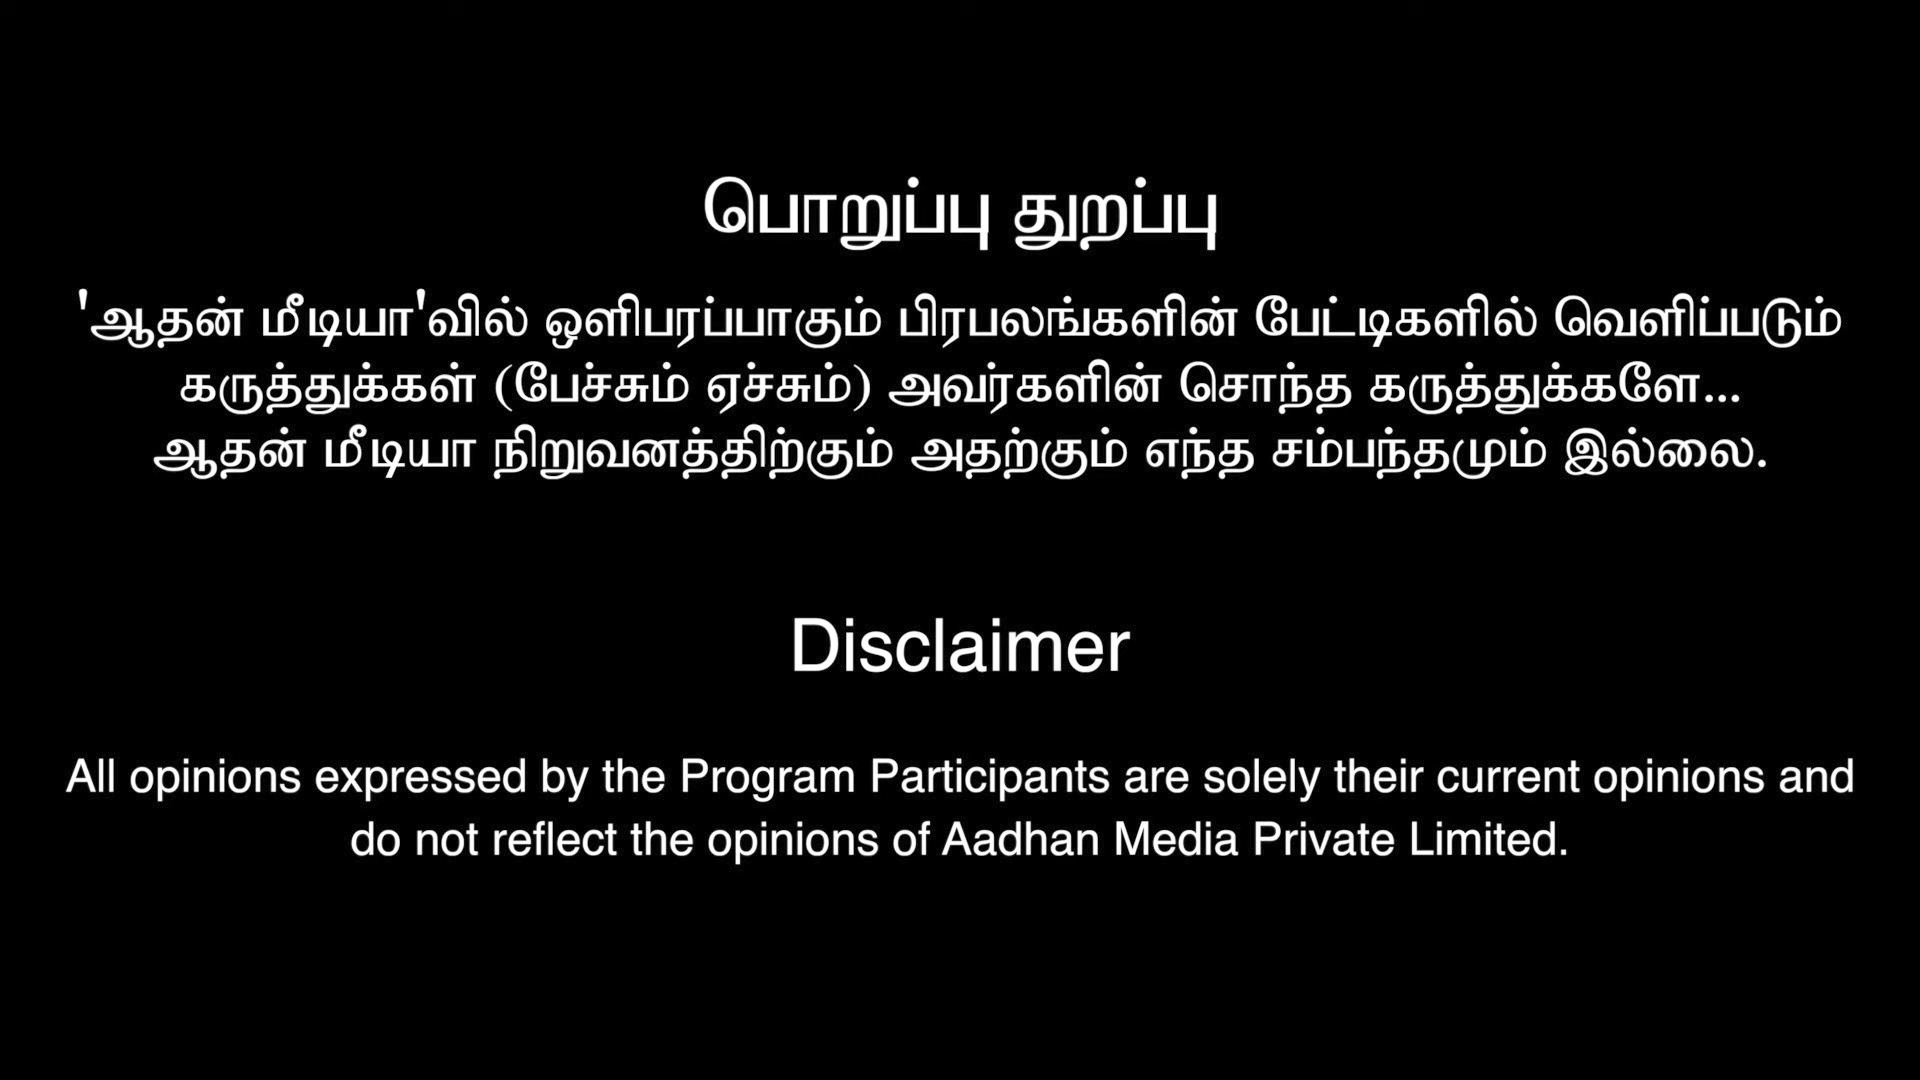 பொறுப்பு துறப்பு
'ஆதன் மீடியா'வில் ஒளிபரப்பாகும் பிரபலங்களின் பேட்டிகளில் வெளிப்படும்
கருத்துக்கள் (பேச்சும் ஏச்சும்) அவர்களின் சொந்த கருத்துக்களே...
ஆதன் மீடியா நிறுவனத்திற்கும் அதற்கும் எந்த சம்பந்தமும் இல்லை.
Disclaimer
All opinions expressed by the Program Participants are solely their current opinions and
do not reflect the opinions of Aadhan Media Private Limited.